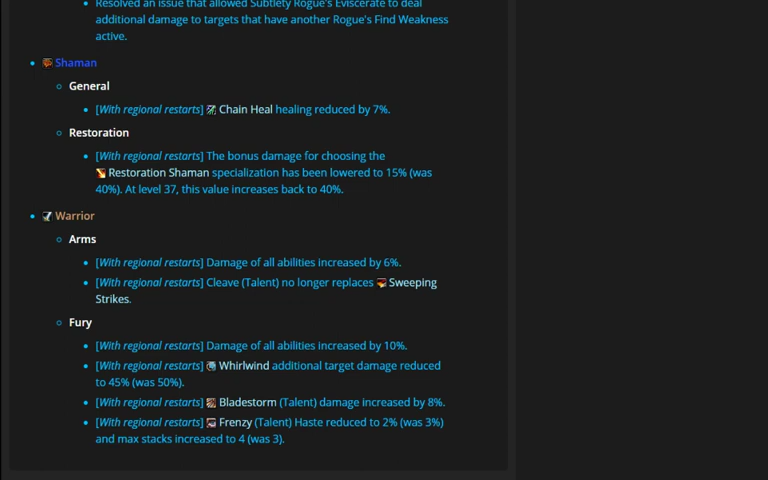 Resolved an issue that allowed Subtlety Rogue's Eviscerate to deal
additional damage to targets that have another Rogue's Find Weakness
active.
Shaman
General
[With regional restarts] Chain Heal healing reduced by 7%.
Restoration
[With regional restarts] The bonus damage for choosing the
Restoration Shaman specialization has been lowered to 15% (was
40%). At level 37, this value increases back to 40%.
Warrior
Arms
[With regional restarts] Damage of all abilities increased by 6%.
[With regional restarts] Cleave (Talent) no longer replaces Sweeping
Strikes.
Fury
[With regional restarts] Damage of all abilities increased by 10%.
[With regional restarts] Whirlwind additional target damage reduced
to 45% (was 50%).
[With regional restarts] Bladestorm (Talent) damage increased by 8%.
[With regional restarts] Frenzy (Talent) Haste reduced to 2% (was 3%)
and max stacks increased to 4 (was 3).